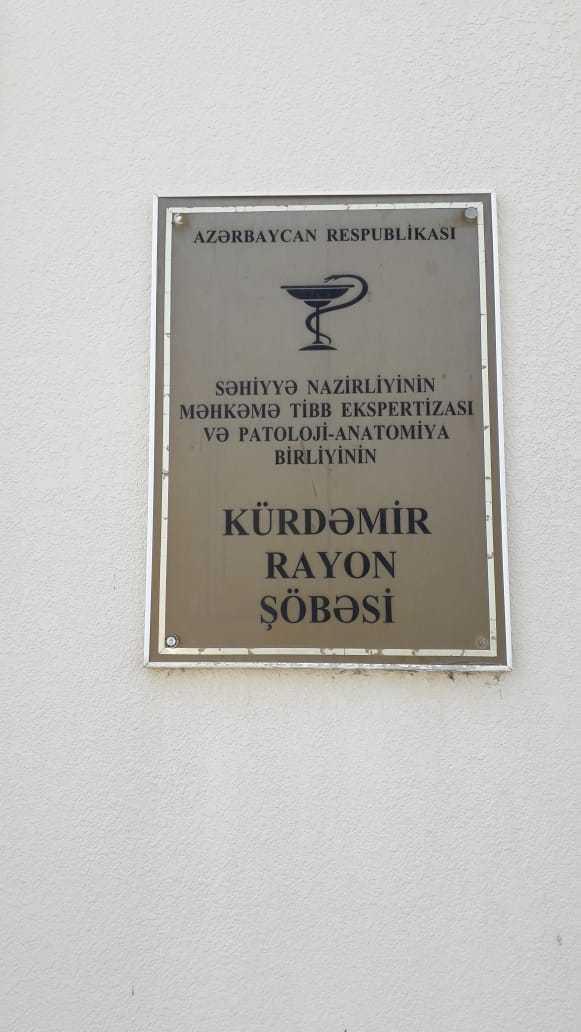 AZƏRBAYCAN RESPUBLİKASI
SƏHİYYƏ NAZİRLİYİNİN
MƏHKƏMƏ TİBB EKSPERTİZASI
VƏ PATOLOJİ-ANATOMİYA
BİRLİYİNİN
KÜRDƏMİR
RAYON
ŞÖBƏSİ